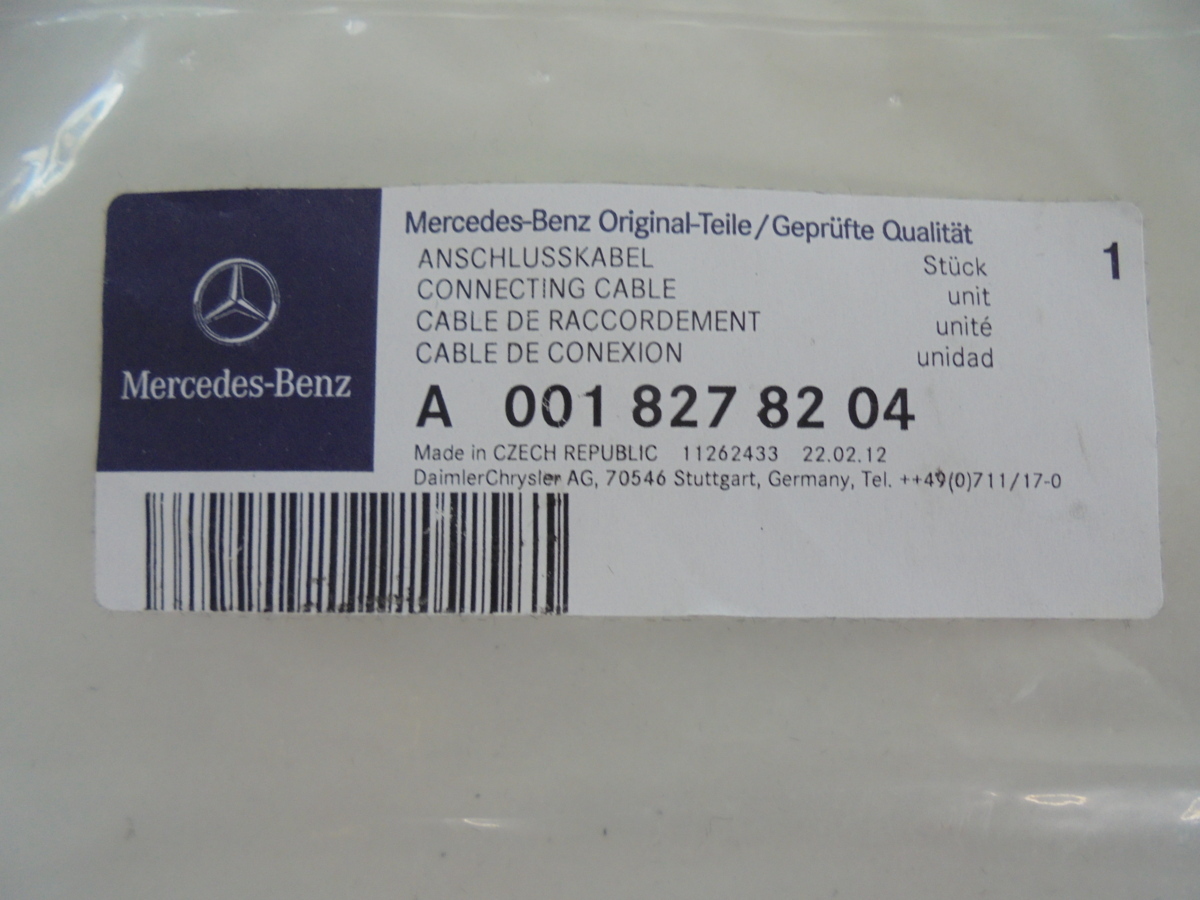 Mercedes-Benz
Mercedes-Benz Original-Teile/Geprüfte Qualität
ANSCHLUSSKABEL Stück 1
CONNECTING CABLE unit
CABLE DE RACCORDEMENT unité
CABLE DE CONEXION unidad
A 001 827 82 04
Made in CZECH REPUBLIC 11262433 22.02.12
DaimlerChrysler AG, 70546 Stuttgart, Germany, Tel. ++49(0)711/17-0